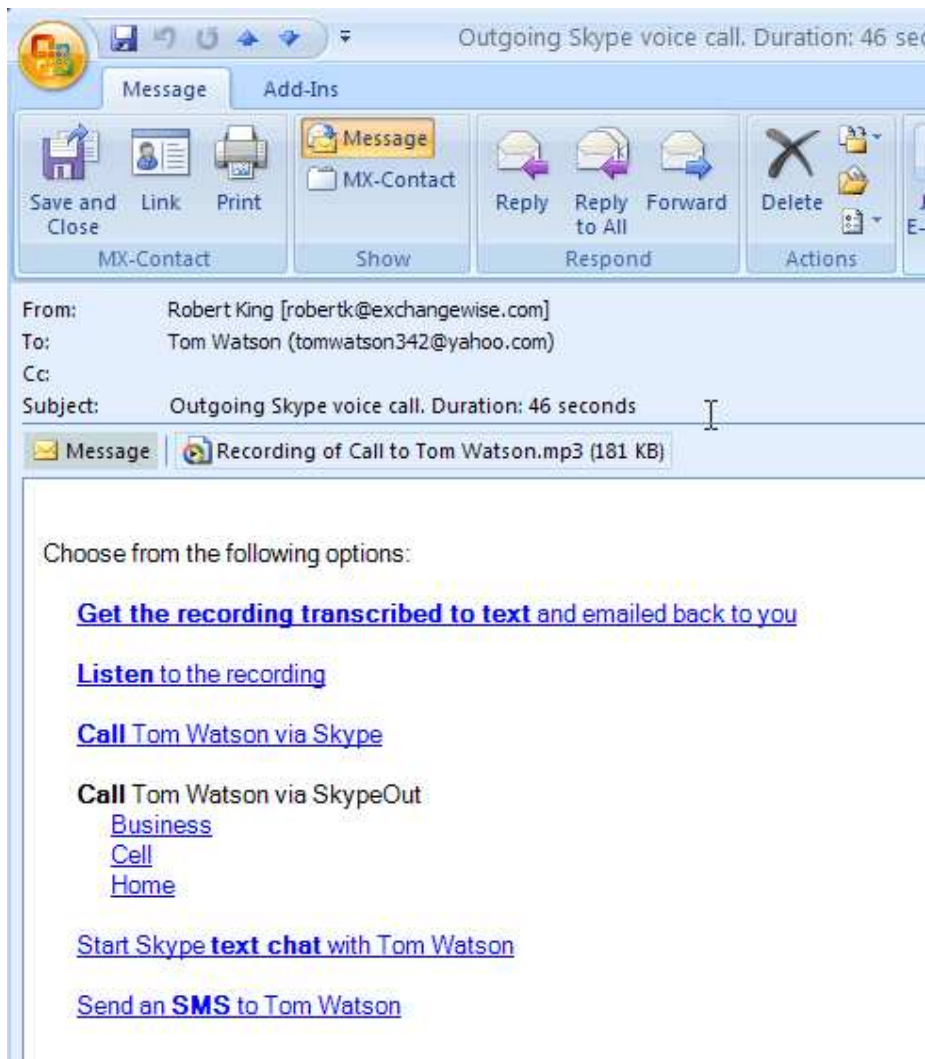 Outgoing Skype voice call. Duration: 46 sec
Message Add-Ins
Save and Close
Link
Print
MX-Contact
Message
MX-Contact
Show
Reply
Reply to All
Forward
Respond
Delete
Actions
E-
From: Robert King [robertk@exchangewise.com]
To: Tom Watson (tomwatson342@yahoo.com)
Cc:
Subject: Outgoing Skype voice call. Duration: 46 seconds
Message Recording of Call to Tom Watson.mp3 (181 KB)
Choose from the following options:
Get the recording transcribed to text and emailed back to you
Listen to the recording
Call Tom Watson via Skype
Call Tom Watson via SkypeOut
Business
Cell
Home
Start Skype text chat with Tom Watson
Send an SMS to Tom Watson